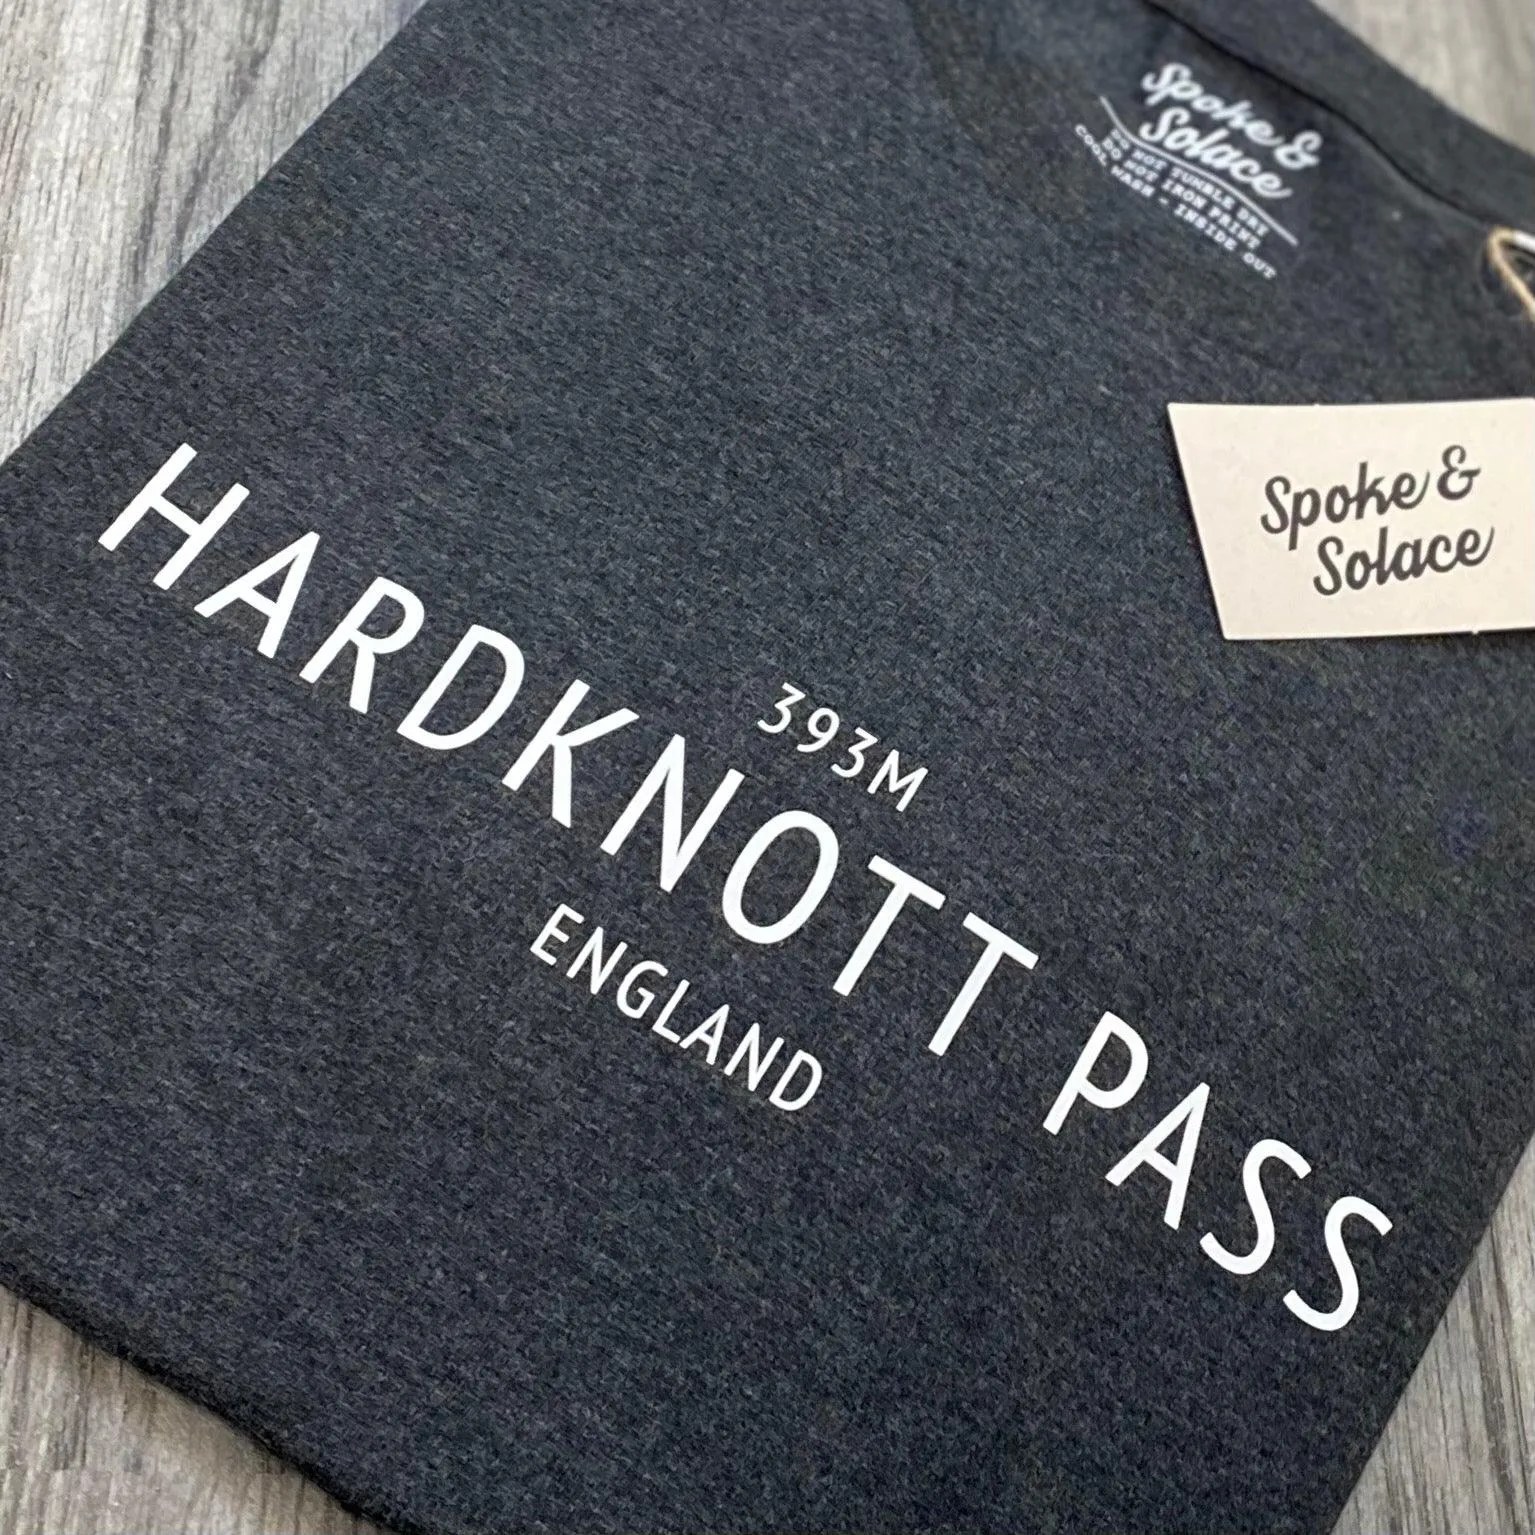 Spoke &
Solace
DO NOT TUMBLE DRY
DO NOT IRON PRINT
COOL WASH - INSIDE OUT
Spoke &
Solace
393M
HARDKNOTT PASS
ENGLAND